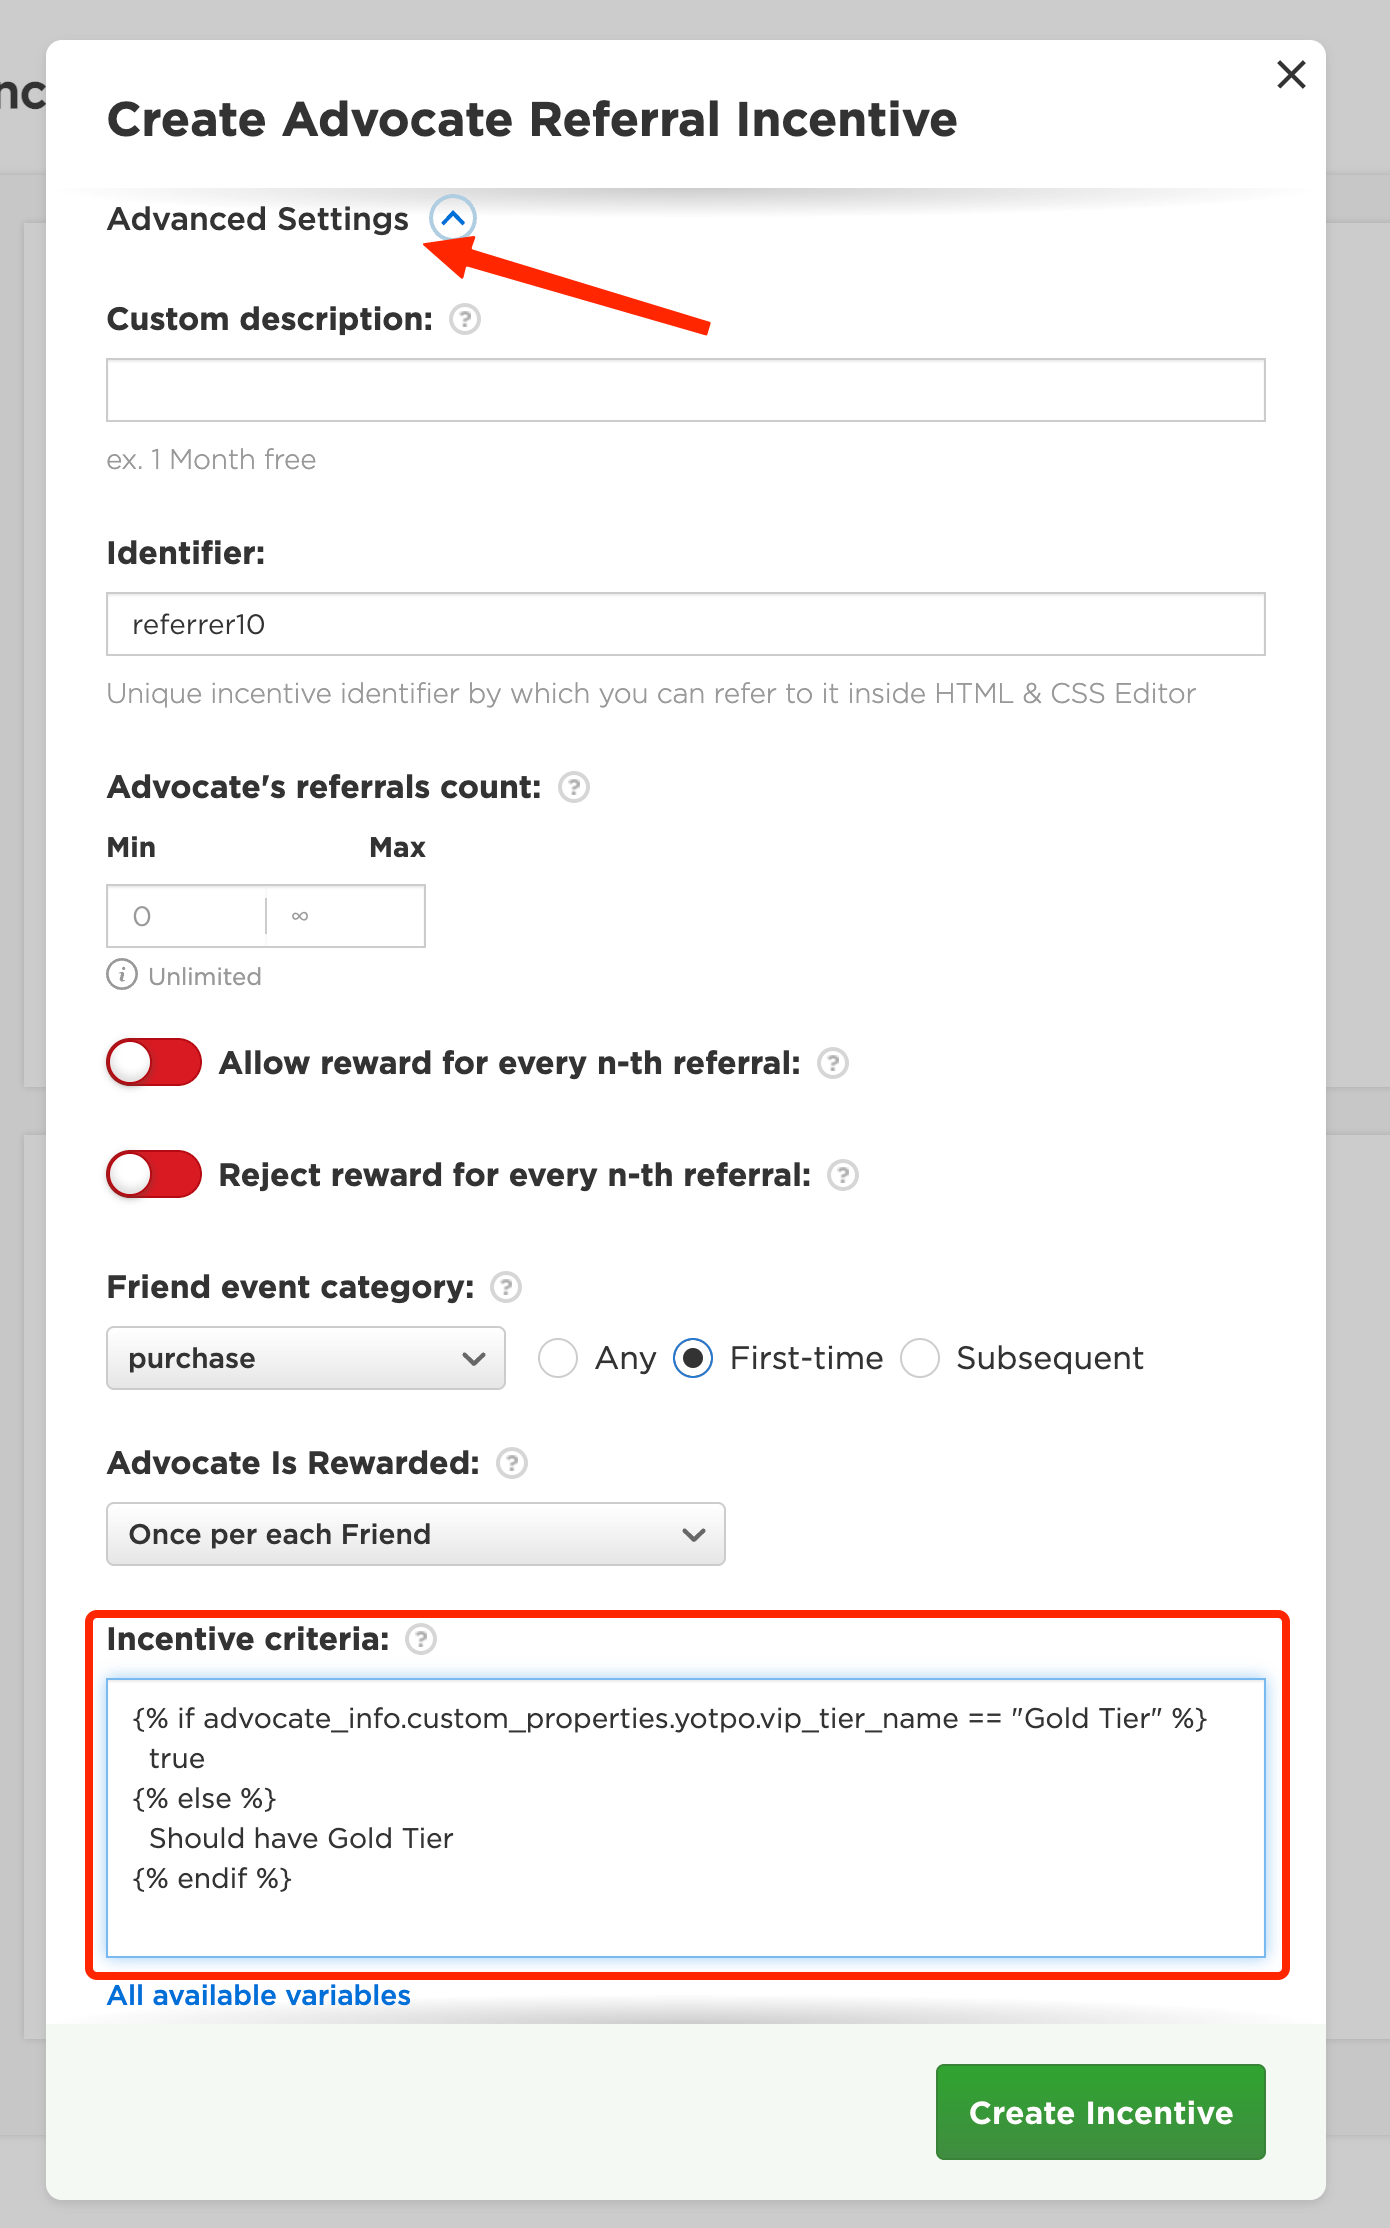 nc
Create Advocate Referral Incentive
Advanced Settings
Custom description: ?
ex. 1 Month free
Identifier:
referrer10
Unique incentive identifier by which you can refer to it inside HTML & CSS Editor
Advocate's referrals count: ?
Min Max
0 ∞
i Unlimited
Allow reward for every n-th referral: ?
Reject reward for every n-th referral: ?
Friend event category: ?
purchase Any First-time Subsequent
Advocate Is Rewarded: ?
Once per each Friend
Incentive criteria: ?
{% if advocate_info.custom_properties.yotpo.vip_tier_name == "Gold Tier" %}
true
{% else %}
Should have Gold Tier
{% endif %}
All available variables
Create Incentive